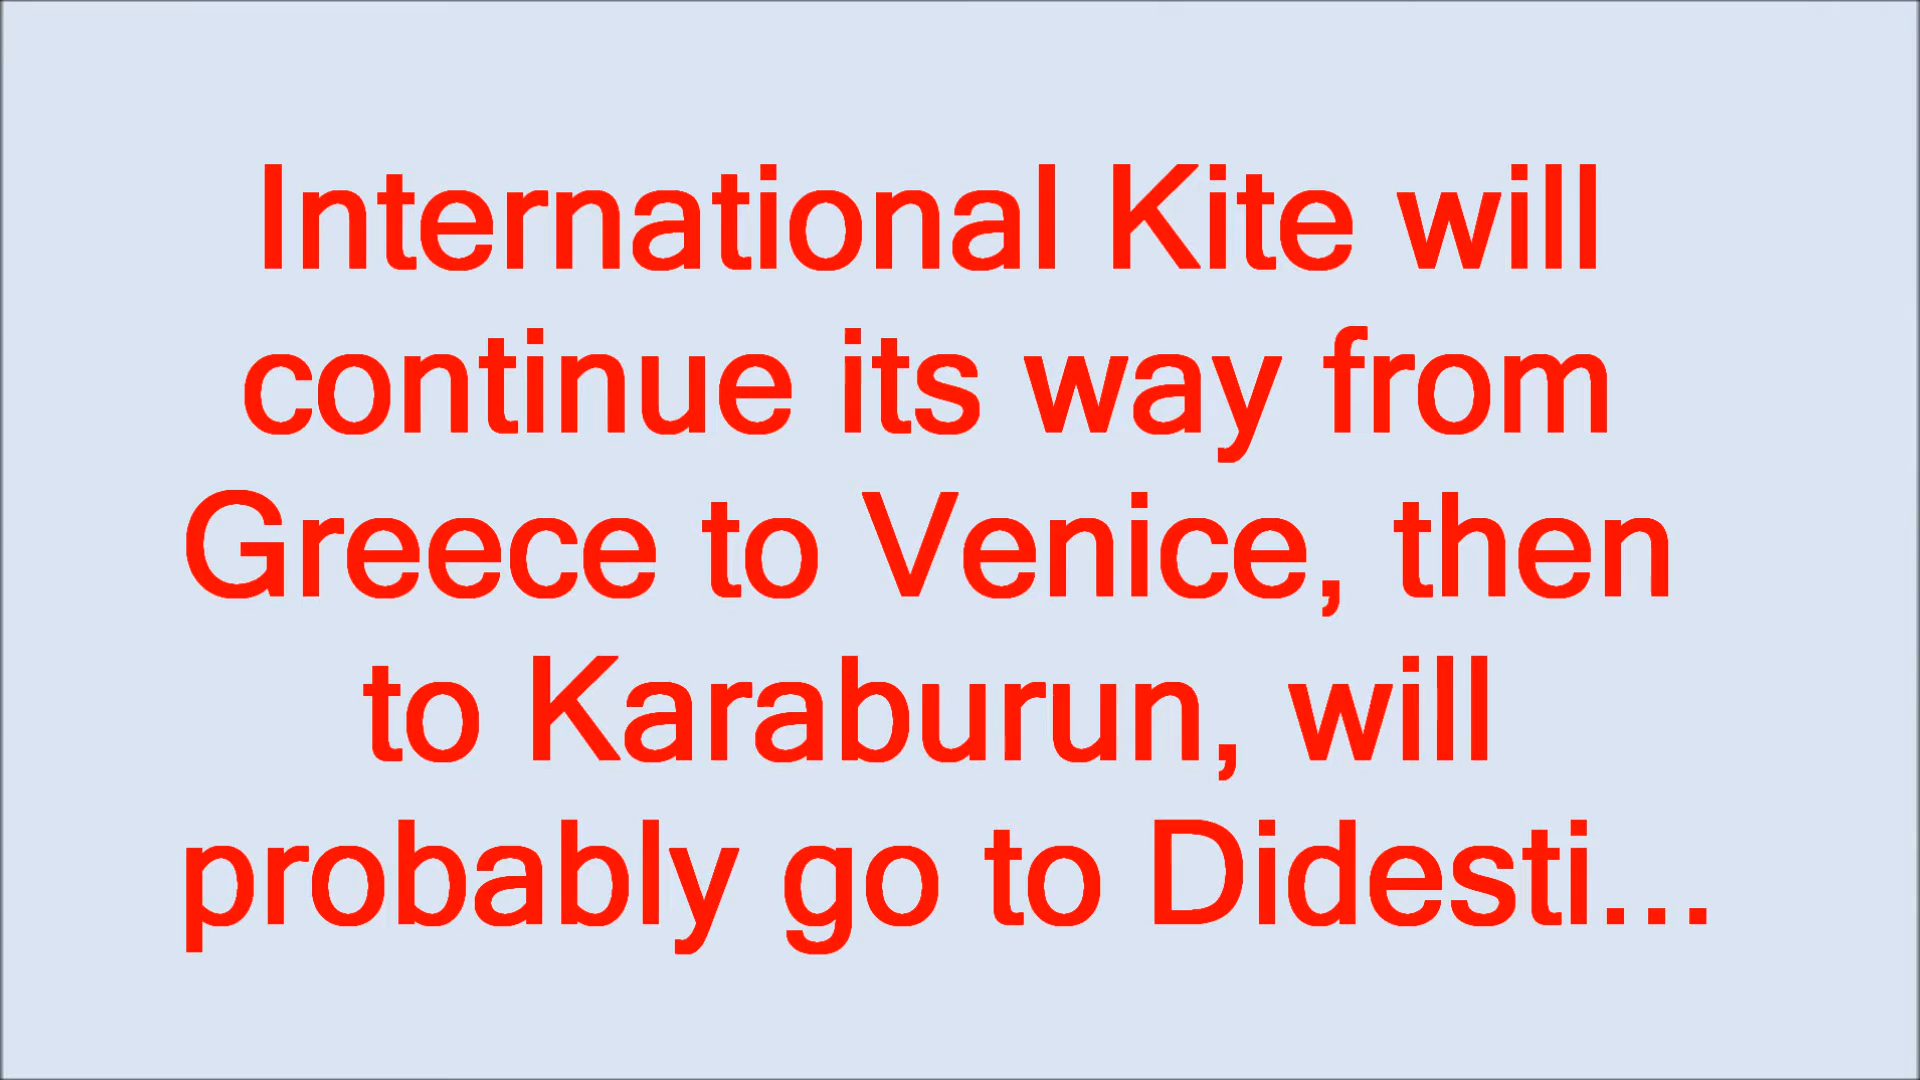 International Kite will
continue its way from
Greece to Venice, then
to Karaburun, will
probably go to Didesti...